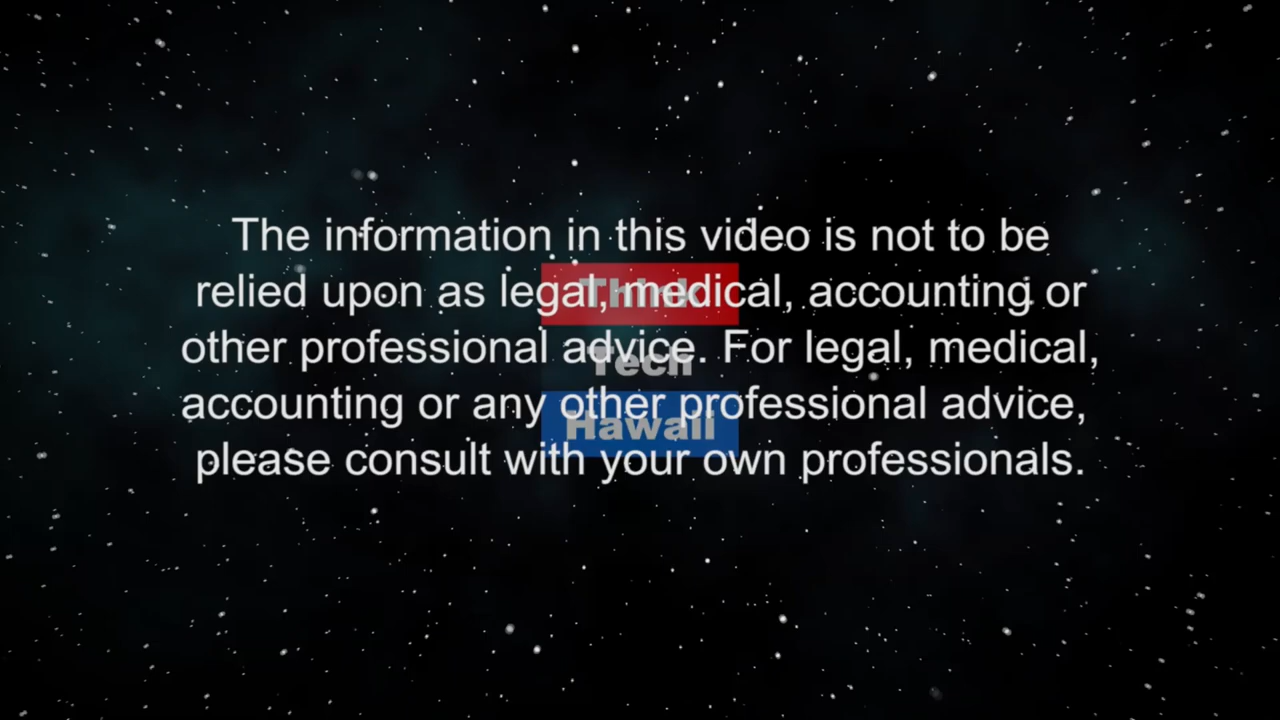 The information in this video is not to be
relied upon as legal, medical, accounting or
other professional advice. For legal, medical,
accounting or any other professional advice,
please consult with your own professionals.
Think
Tech
Hawaii